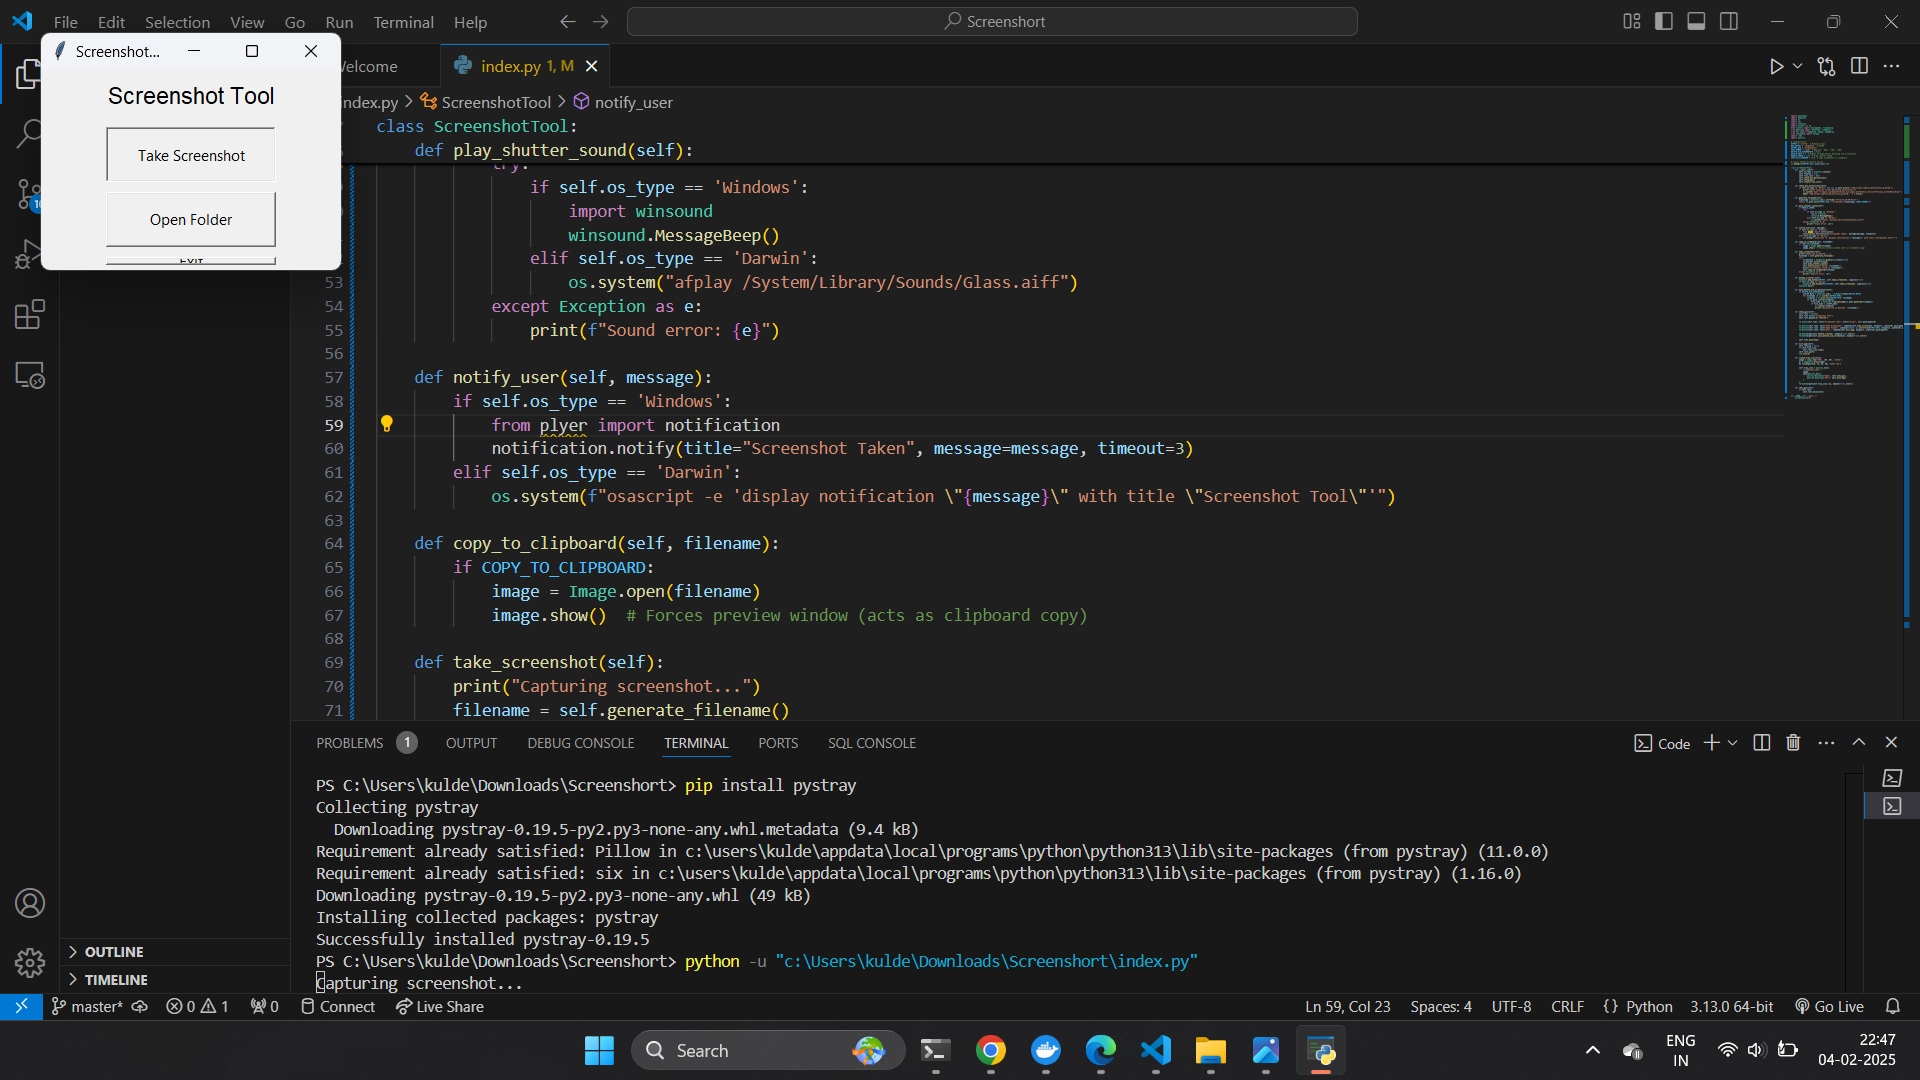 File Edit Selection View Go Run Terminal Help
Screenshort
Screenshot...
Screenshot Tool
Take Screenshot
Open Folder
Exit
elcome
index.py 1, M
index.py > ScreenshotTool > notify_user
class ScreenshotTool:
def play_shutter_sound(self):
try:
if self.os_type == 'Windows':
import winsound
winsound.MessageBeep()
elif self.os_type == 'Darwin':
53 os.system("afplay /System/Library/Sounds/Glass.aiff")
54 except Exception as e:
55 print(f"Sound error: {e}")
56
57 def notify_user(self, message):
58 if self.os_type == 'Windows':
59 from plyer import notification
60 notification.notify(title="Screenshot Taken", message=message, timeout=3)
61 elif self.os_type == 'Darwin':
62 os.system(f"osascript -e 'display notification \"{message}\" with title \"Screenshot Tool\"'")
63
64 def copy_to_clipboard(self, filename):
65 if COPY_TO_CLIPBOARD:
66 image = Image.open(filename)
67 image.show()  # Forces preview window (acts as clipboard copy)
68
69 def take_screenshot(self):
70 print("Capturing screenshot...")
71 filename = self.generate_filename()
PROBLEMS 1 OUTPUT DEBUG CONSOLE TERMINAL PORTS SQL CONSOLE
Code
PS C:\Users\kulde\Downloads\Screenshort> pip install pystray
Collecting pystray
Downloading pystray-0.19.5-py2.py3-none-any.whl.metadata (9.4 kB)
Requirement already satisfied: Pillow in c:\users\kulde\appdata\local\programs\python\python313\lib\site-packages (from pystray) (11.0.0)
Requirement already satisfied: six in c:\users\kulde\appdata\local\programs\python\python313\lib\site-packages (from pystray) (1.16.0)
Downloading pystray-0.19.5-py2.py3-none-any.whl (49 kB)
Installing collected packages: pystray
Successfully installed pystray-0.19.5
PS C:\Users\kulde\Downloads\Screenshort> python -u "c:\Users\kulde\Downloads\Screenshort\index.py"
Capturing screenshot...
OUTLINE
TIMELINE
master* 0 1 0 Connect Live Share
Ln 59, Col 23 Spaces: 4 UTF-8 CRLF {} Python 3.13.0 64-bit Go Live
Search
ENG
IN
22:47
04-02-2025